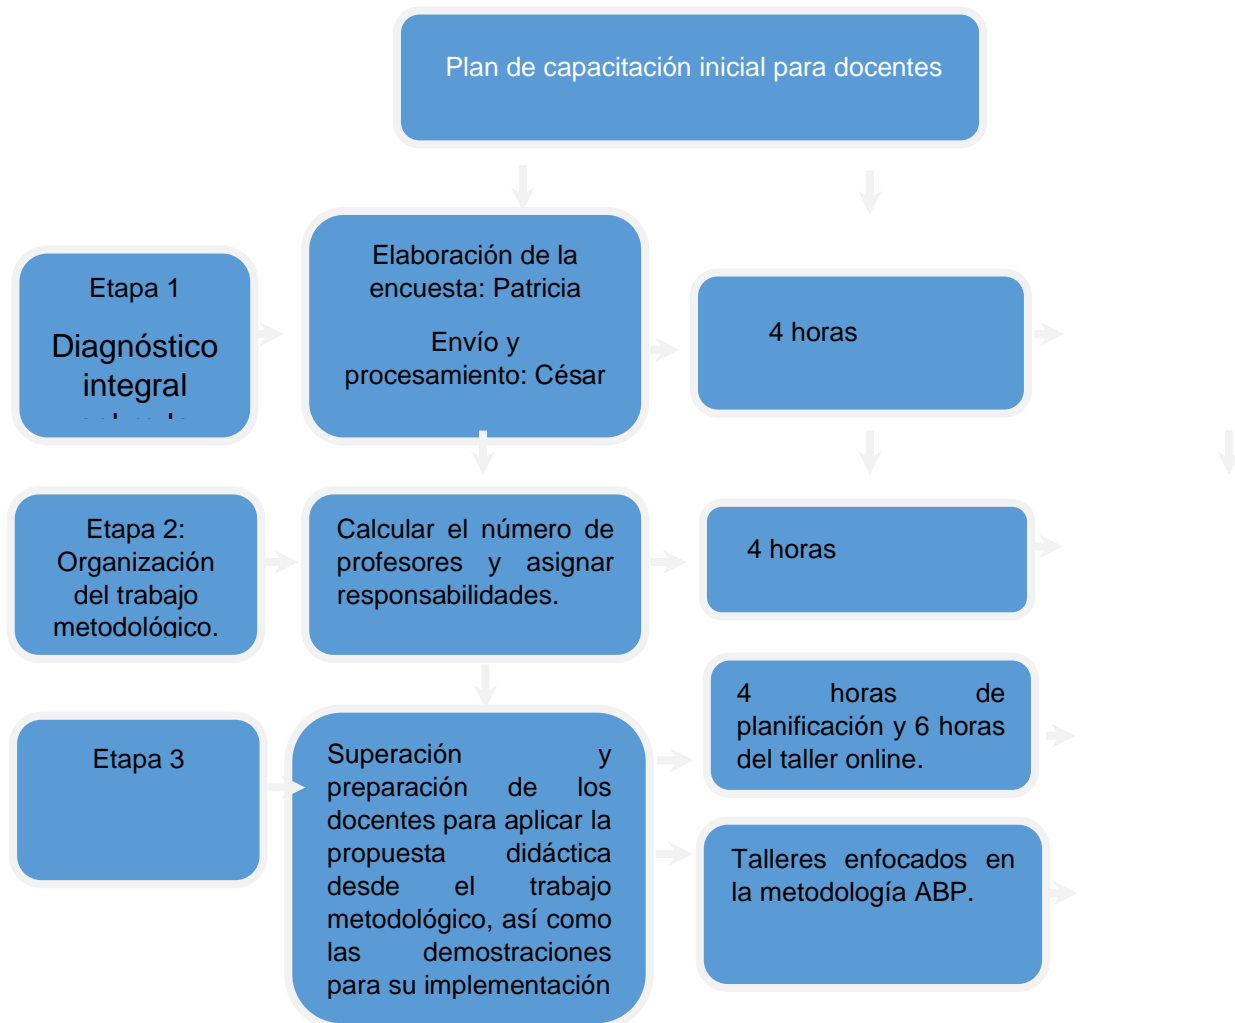 Plan de capacitación inicial para docentes
Etapa 1
Diagnóstico
integral
Elaboración de la
encuesta: Patricia
Envío y
procesamiento: César
4 horas
Etapa 2:
Organización
del trabajo
metodológico.
Calcular el número de
profesores y asignar
responsabilidades.
4 horas
Etapa 3
Superación y
preparación de los
docentes para aplicar la
propuesta didáctica
desde el trabajo
metodológico, así como
las demostraciones
para su implementación
4 horas de
planificación y 6 horas
del taller online.
Talleres enfocados en
la metodología ABP.